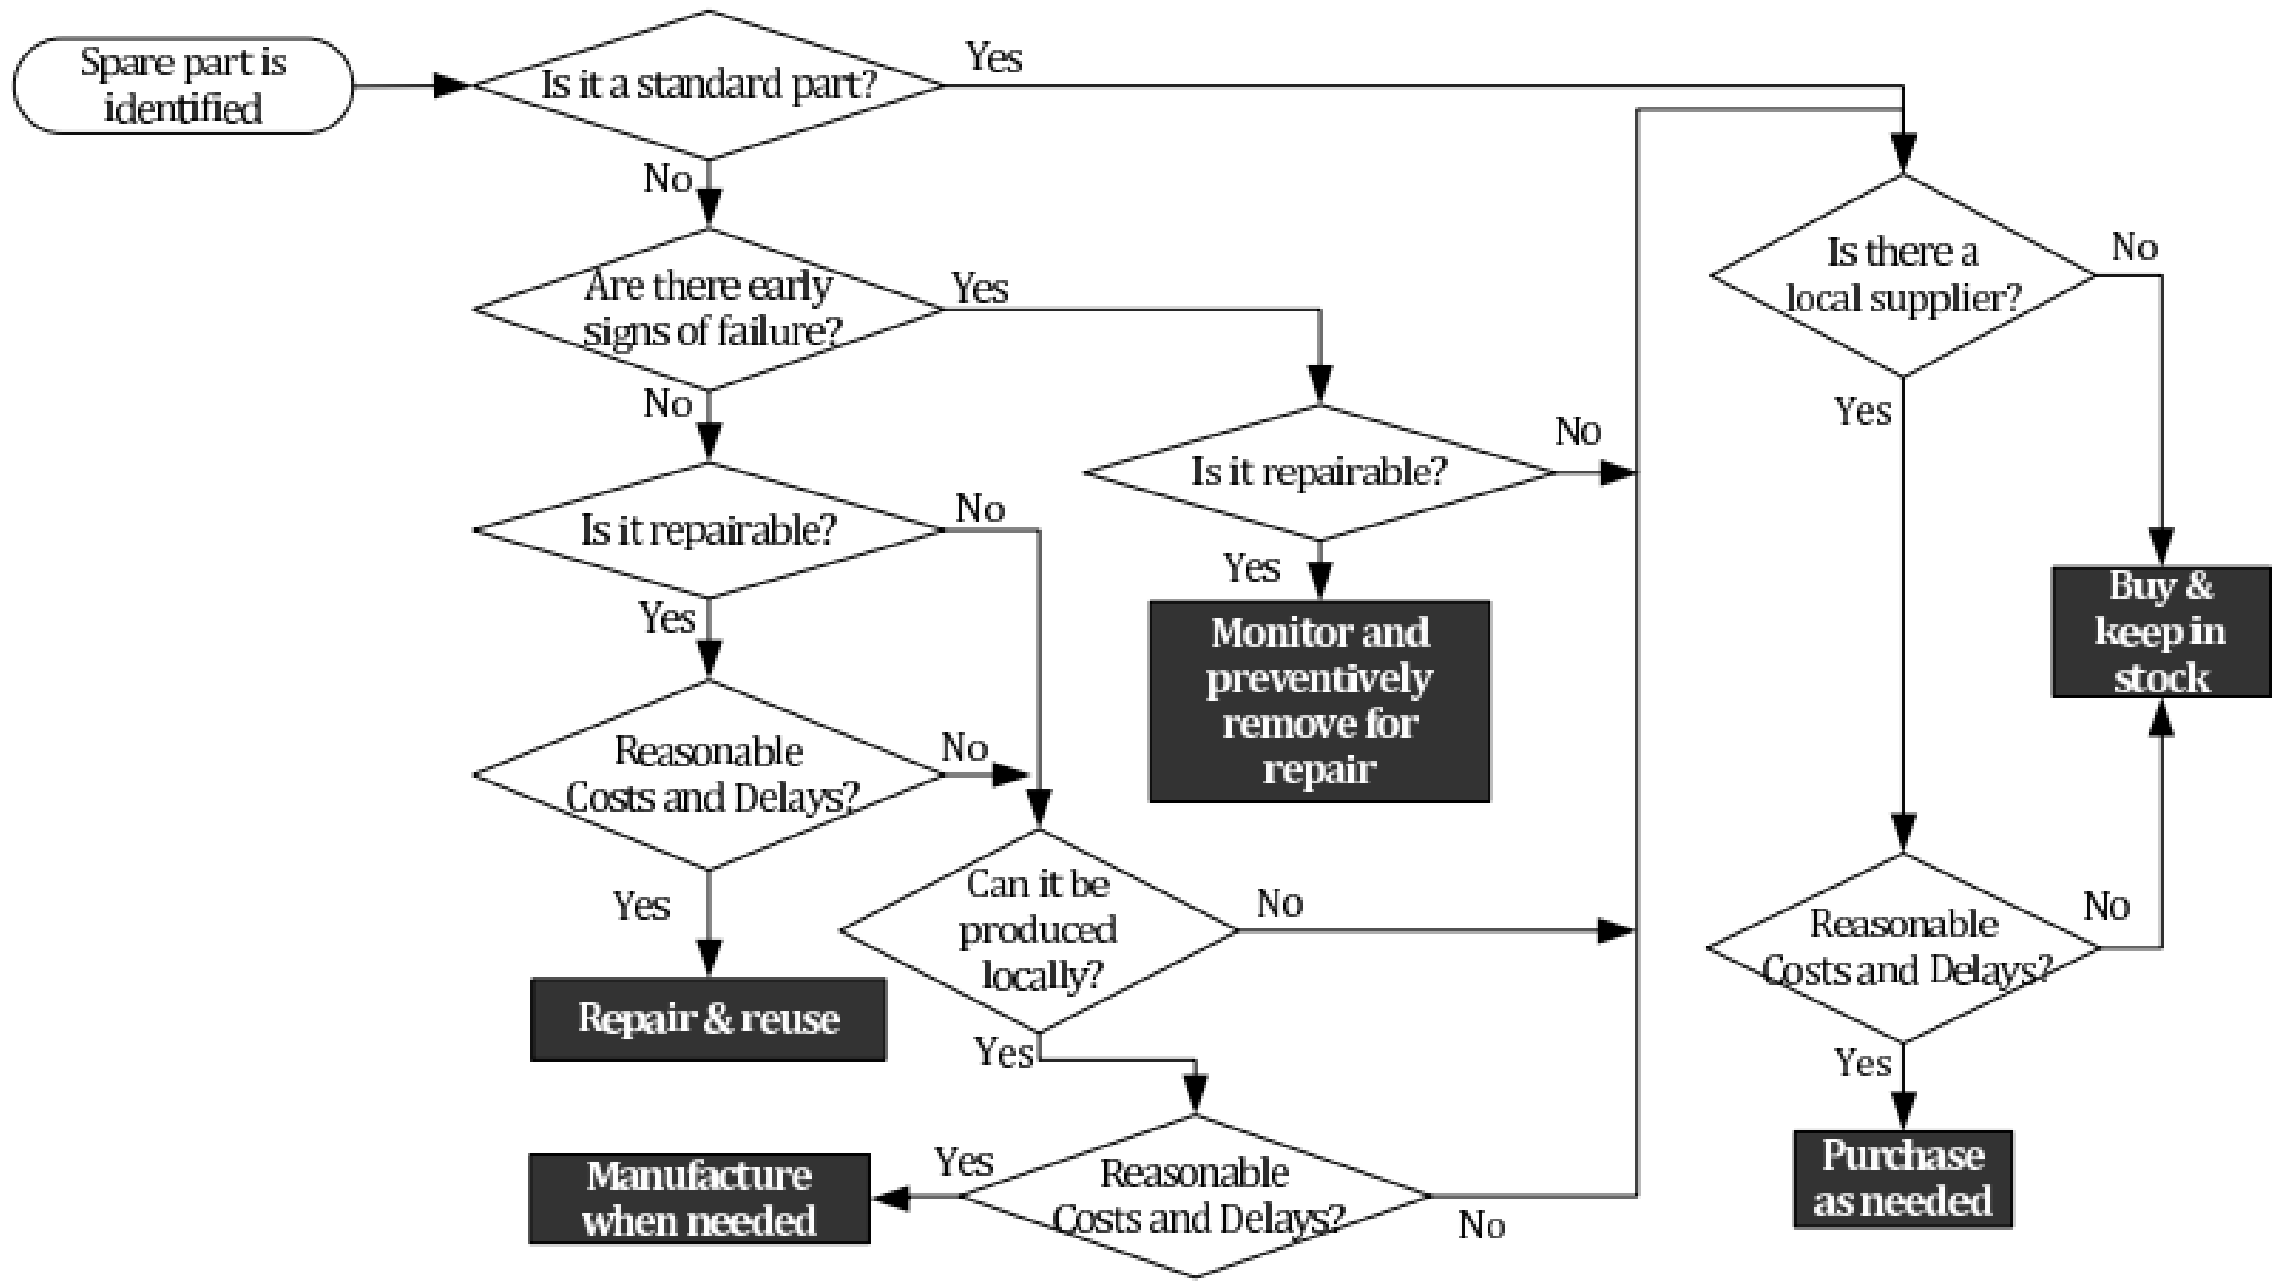 Spare part is
identified
Is it a standard part?
Yes
No
Are there early
signs of failure?
Yes
No
Is it repairable?
No
Yes
Reasonable
Costs and Delays?
No
Yes
Repair & reuse
Is it repairable?
No
Yes
Monitor and
preventively
remove for
repair
Can it be
produced
locally?
No
Yes
Reasonable
Costs and Delays?
Yes
No
Manufacture
when needed
Is there a
local supplier?
No
Yes
Buy &
keep in
stock
Reasonable
Costs and Delays?
No
Yes
Purchase
as needed